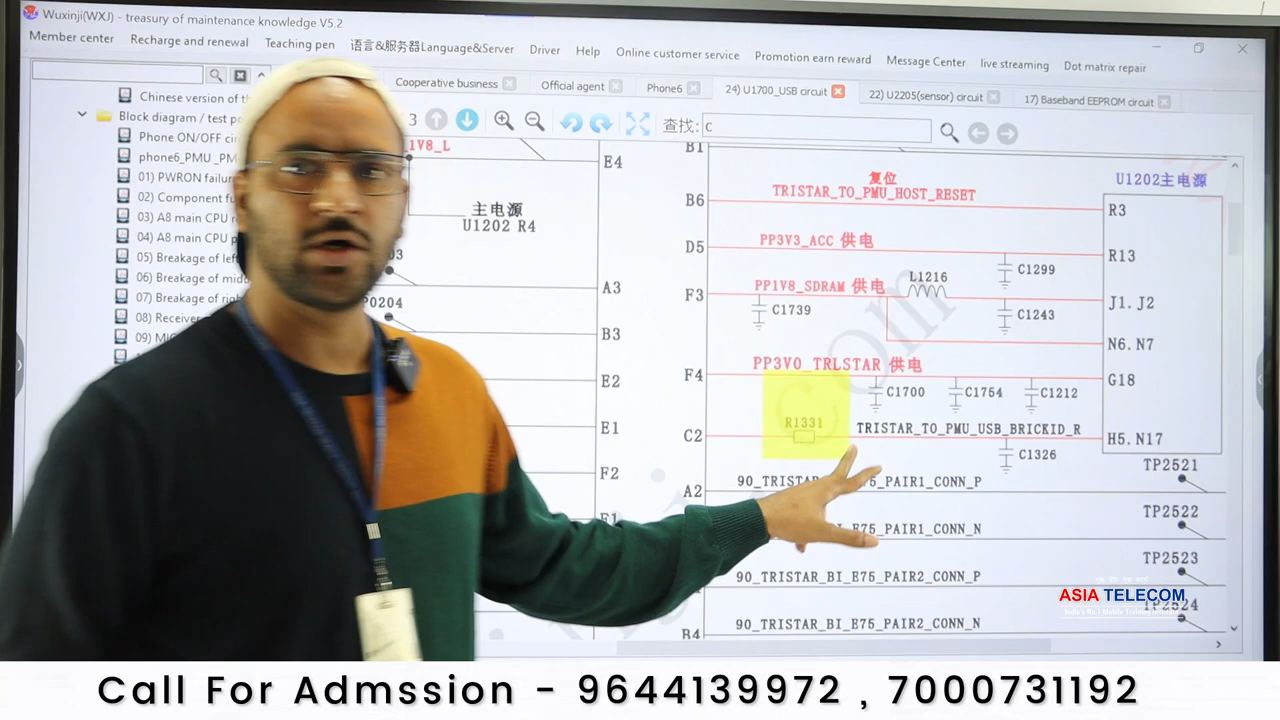 Wuxinji(WXJ) - treasury of maintenance knowledge V5.2
Member center Recharge and renewal Teaching pen 语言&服务器Language&Server Driver Help Online customer service Promotion earn reward Message Center live streaming Dot matrix repair
Cooperative business Official agent Phone6 24) U1700_USB circuit 22) U2205(sensor) circuit 17) Baseband EEPROM circuit
3 查找: C
Chinese version of
Block diagram / test
Phone ON/OFF
phone6_PMU
01) PWRON
02) Component
03) A8 main CPU
04) A8 main CPU
05) Breakage of
06) Breakage of
07) Breakage of
08) Receiver
09)
1V8_L
E4
主电源
U1202 R4
A3
P0204
B3
E2
E1
F2
B1
复位
U1202主电源
B6 TRISTAR_TO_PMU_HOST_RESET R3
D5 PP3V3_ACC 供电 R13
C1299
L1216
F3 PP1V8_SDRAM 供电 J1. J2
C1739 C1243
N6. N7
PP3V0_TRLSTAR 供电
F4 G18
C1700 C1754 C1212
R1331 TRISTAR_TO_PMU_USB_BRICKID_R
C2 H5. N17
C1326
TP2521
A2 E75_PAIR1_CONN_P
TP2522
BI_E75_PAIR1_CONN_N
TP2523
90_TRISTAR_BI_E75_PAIR2_CONN_P
90_TRISTAR_BI_E75_PAIR2_CONN_N
B4
ASIA TELECOM
Call For Admssion - 9644139972 , 7000731192